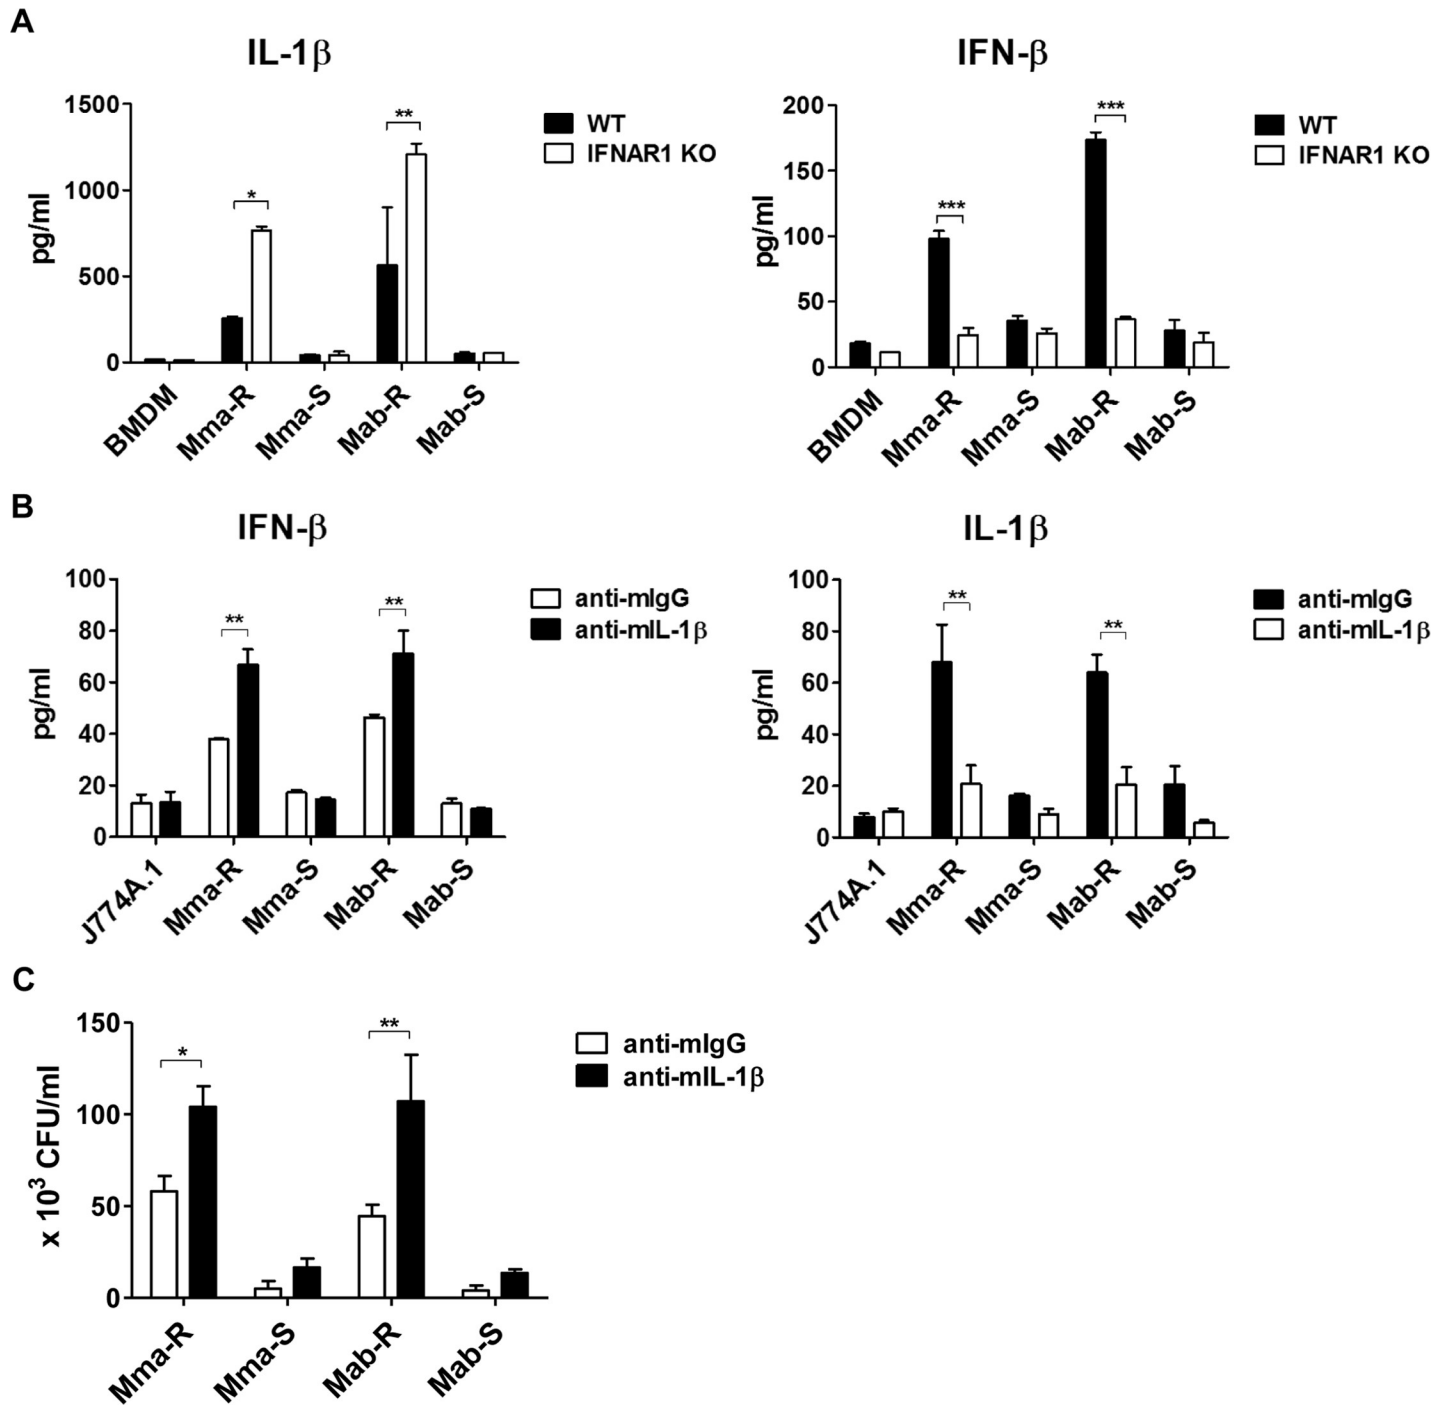 A
IL-1β
1500
1000
500
0
pg/ml
*
**
WT
IFNAR1 KO
BMDM
Mma-R
Mma-S
Mab-R
Mab-S
IFN-β
200
150
100
50
0
pg/ml
***
***
WT
IFNAR1 KO
BMDM
Mma-R
Mma-S
Mab-R
Mab-S
B
IFN-β
100
80
60
40
20
0
pg/ml
**
**
anti-mIgG
anti-mIL-1β
J774A.1
Mma-R
Mma-S
Mab-R
Mab-S
IL-1β
100
80
60
40
20
0
pg/ml
**
**
anti-mIgG
anti-mIL-1β
J774A.1
Mma-R
Mma-S
Mab-R
Mab-S
C
150
100
50
0
x 10³ CFU/ml
*
**
anti-mIgG
anti-mIL-1β
Mma-R
Mma-S
Mab-R
Mab-S